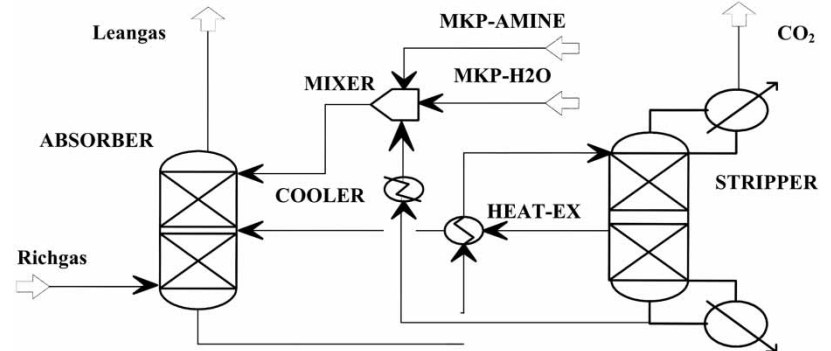 Leangas
MKP-AMINE
CO₂
MKP-H2O
MIXER
ABSORBER
COOLER
HEAT-EX
STRIPPER
Richgas